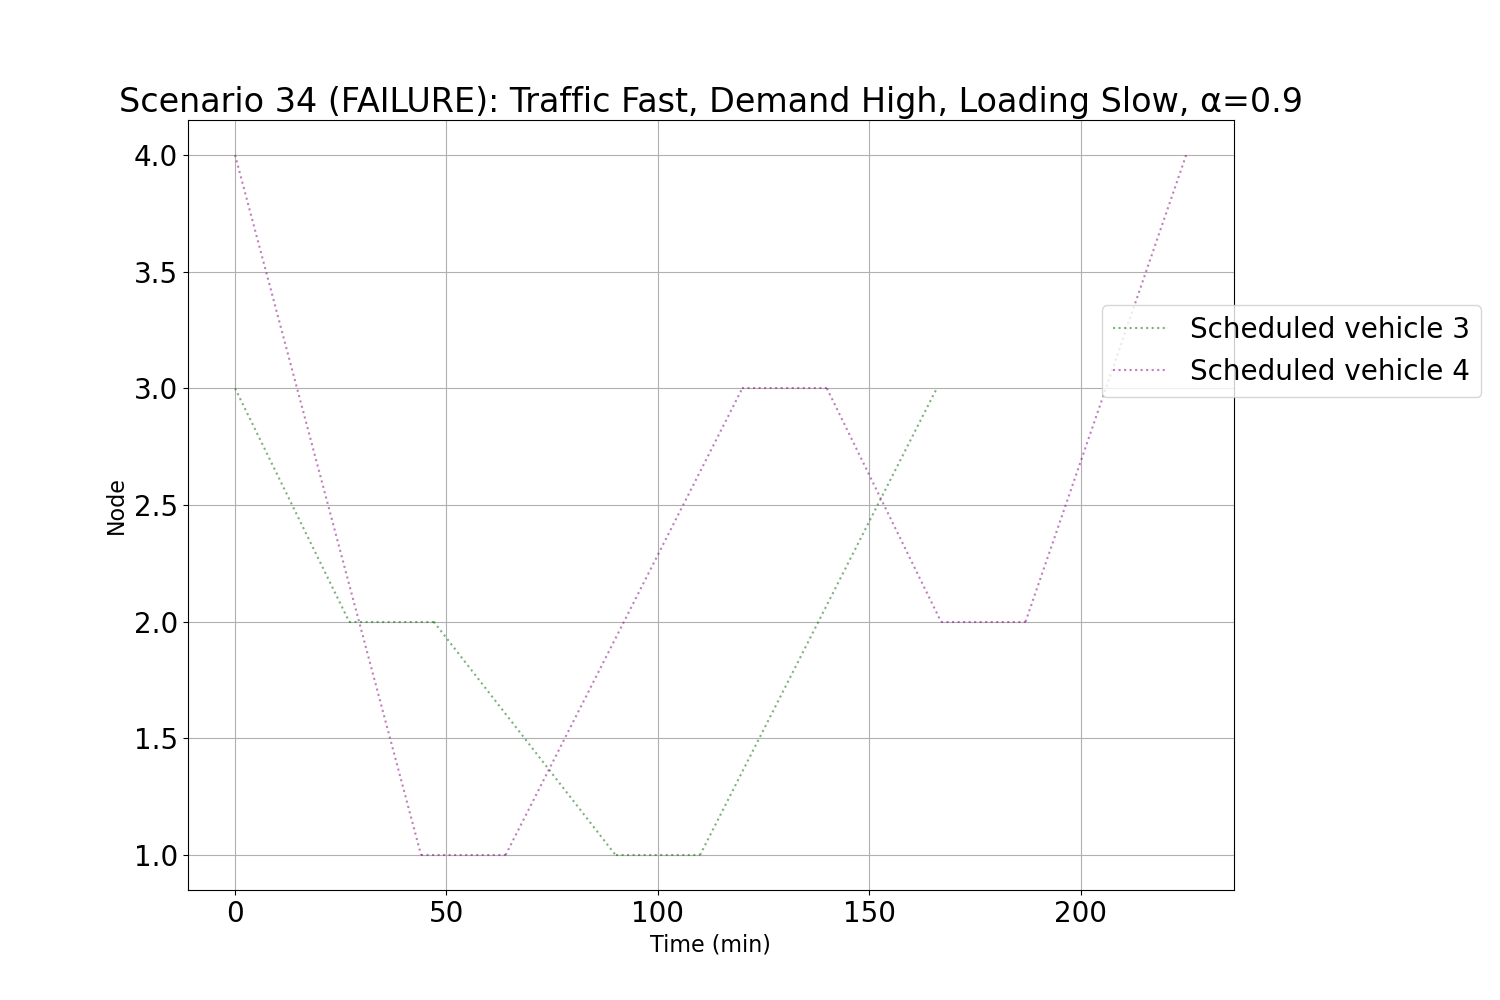 Scenario 34 (FAILURE): Traffic Fast, Demand High, Loading Slow, α=0.9
4.0
3.5
3.0
2.5
2.0
1.5
1.0
Node
0 50 100 150 200
Time (min)
Scheduled vehicle 3
Scheduled vehicle 4